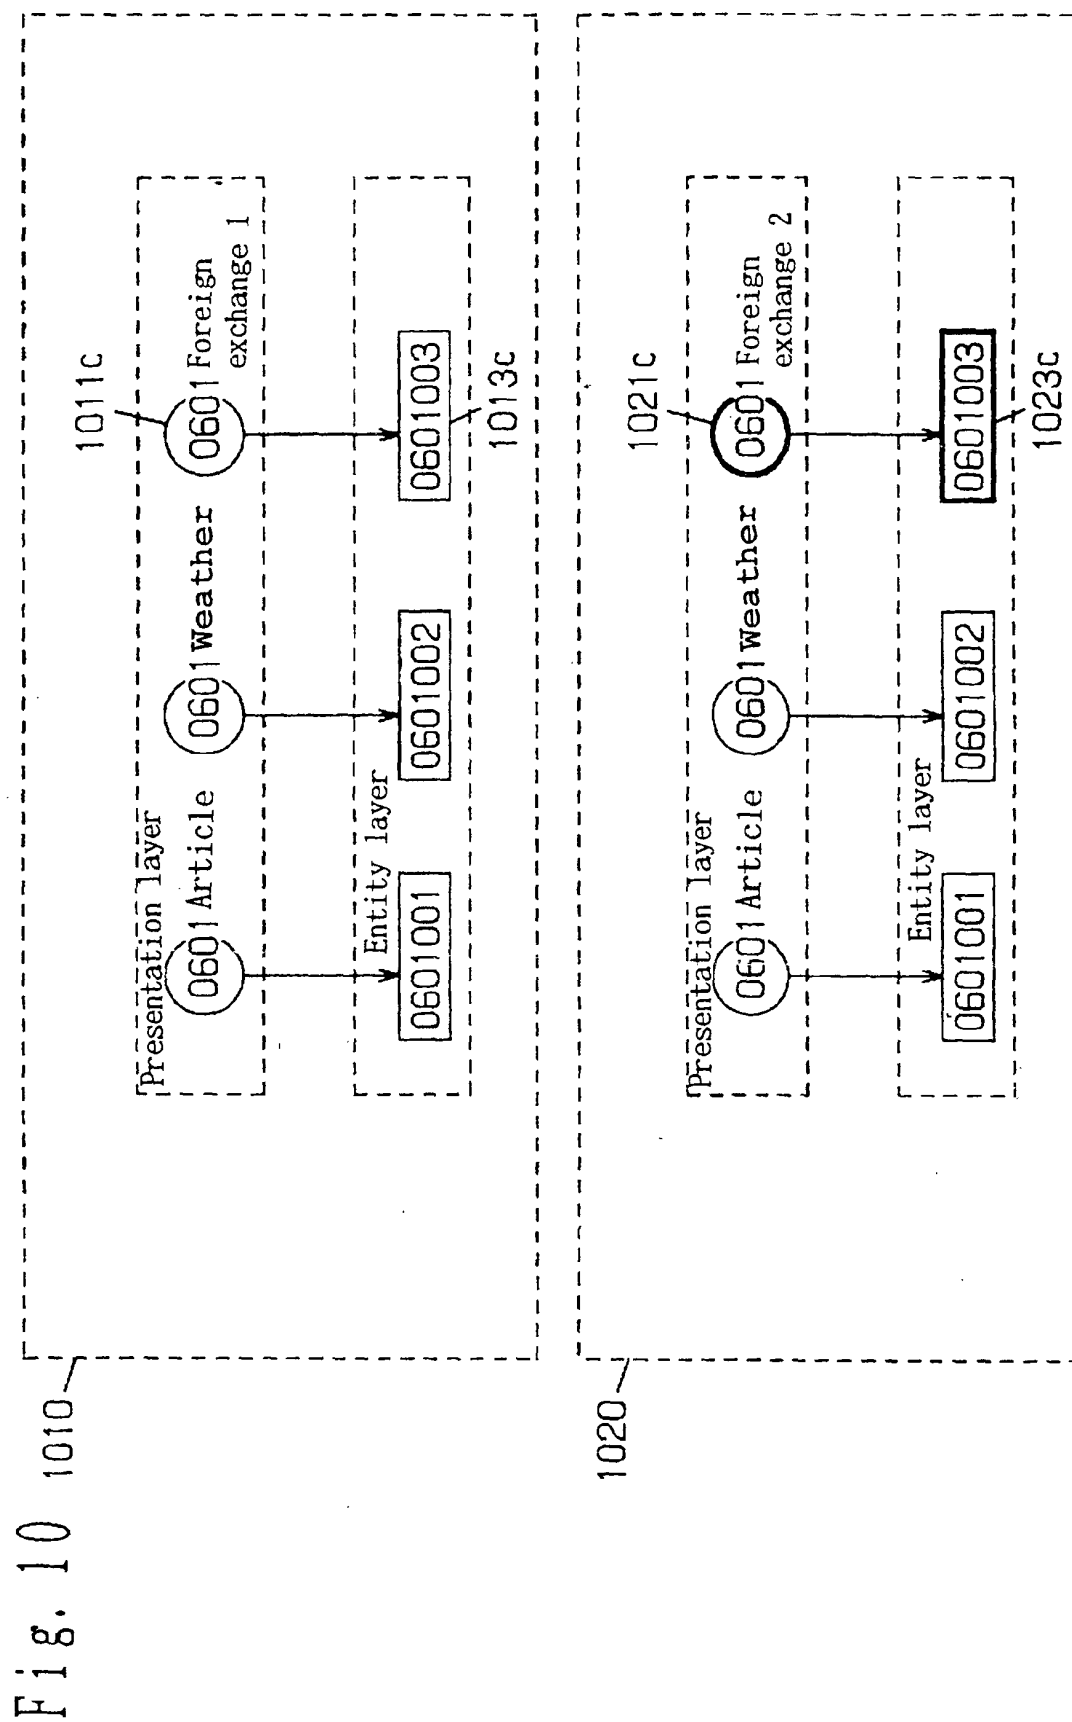 Fig. 10
1010
1011c
Presentation layer
0601 Article
0601 Weather
0601 Foreign
exchange 1
Entity layer
0601001
0601002
0601003
1013c
1020
1021c
Presentation layer
0601 Article
0601 Weather
0601 Foreign
exchange 2
Entity layer
0601001
0601002
0601003
1023c